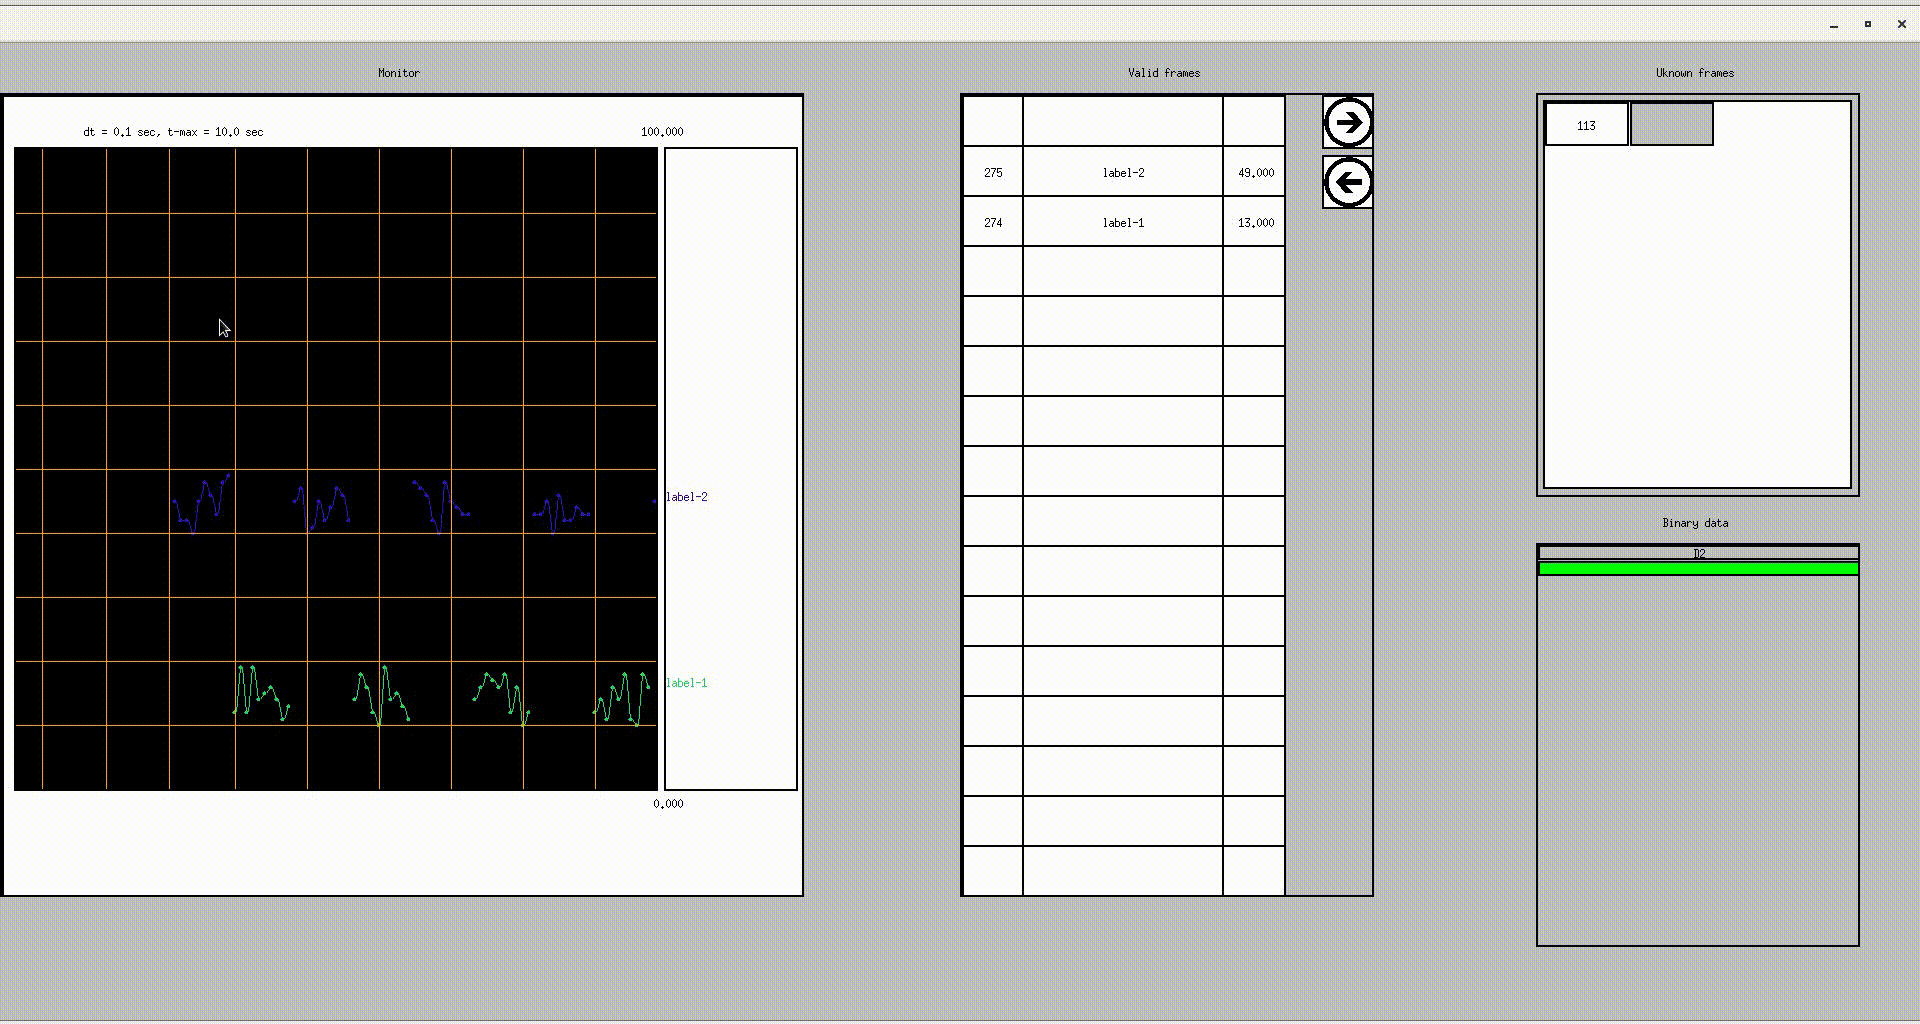 Monitor
Valid frames
Uknown frames
dt = 0.1 sec, t-max = 10.0 sec
100.000
label-2
label-1
0.000
275 label-2 49.000
274 label-1 13.000
113
Binary data
D2